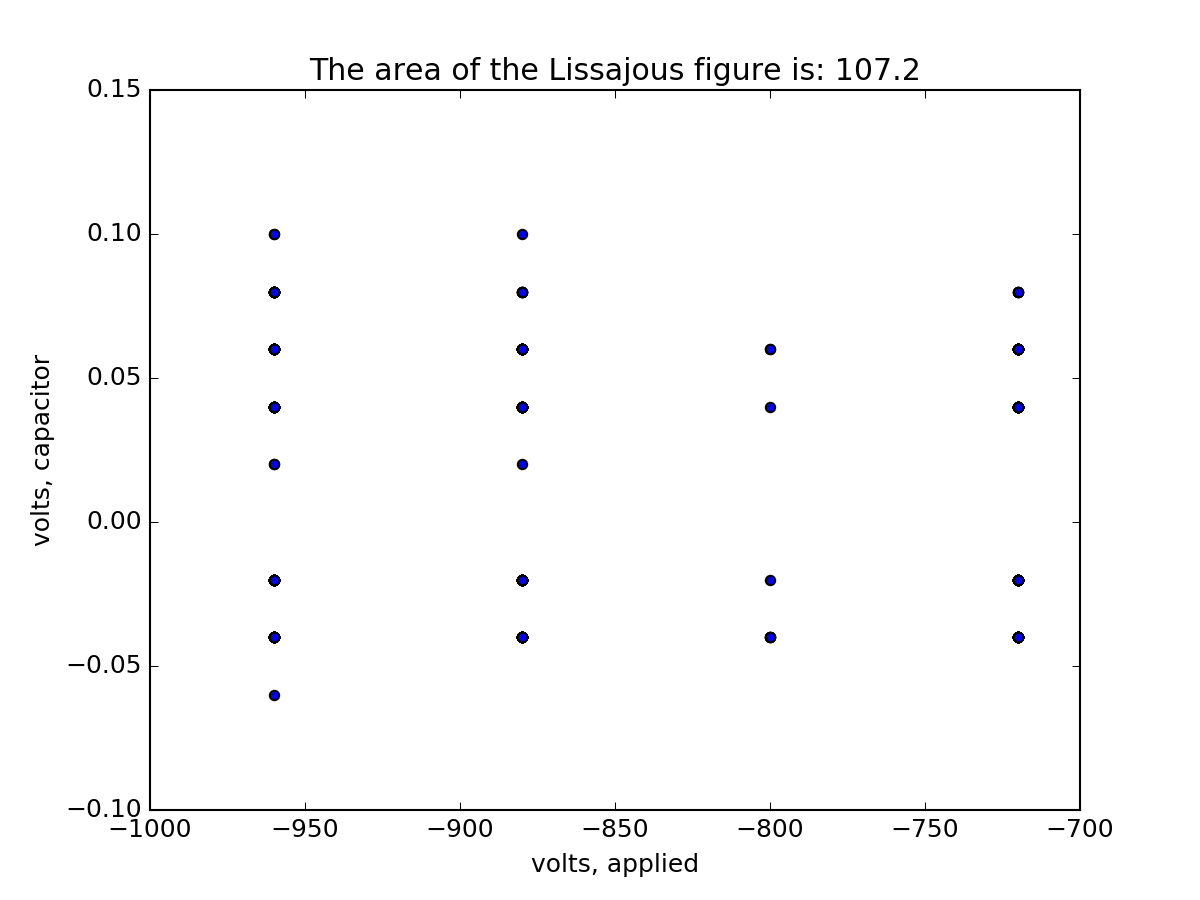 The area of the Lissajous figure is: 107.2
0.15
0.10
0.05
0.00
−0.05
−0.10
volts, capacitor
−1000 −950 −900 −850 −800 −750 −700
volts, applied